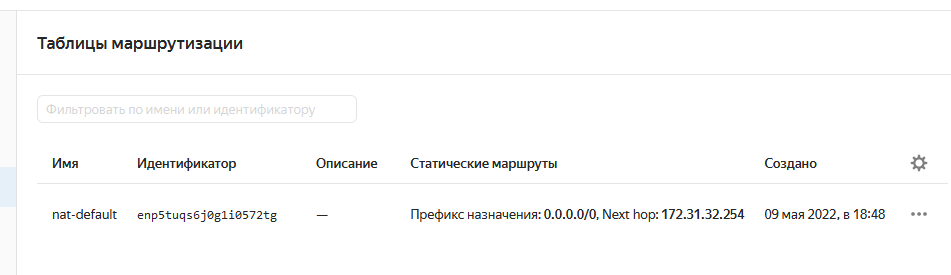 Таблицы маршрутизации
Фильтровать по имени или идентификатору
Имя Идентификатор Описание Статические маршруты Создано
nat-default enp5tuqs6j0g1i0572tg — Префикс назначения: 0.0.0.0/0, Next hop: 172.31.32.254 09 мая 2022, в 18:48